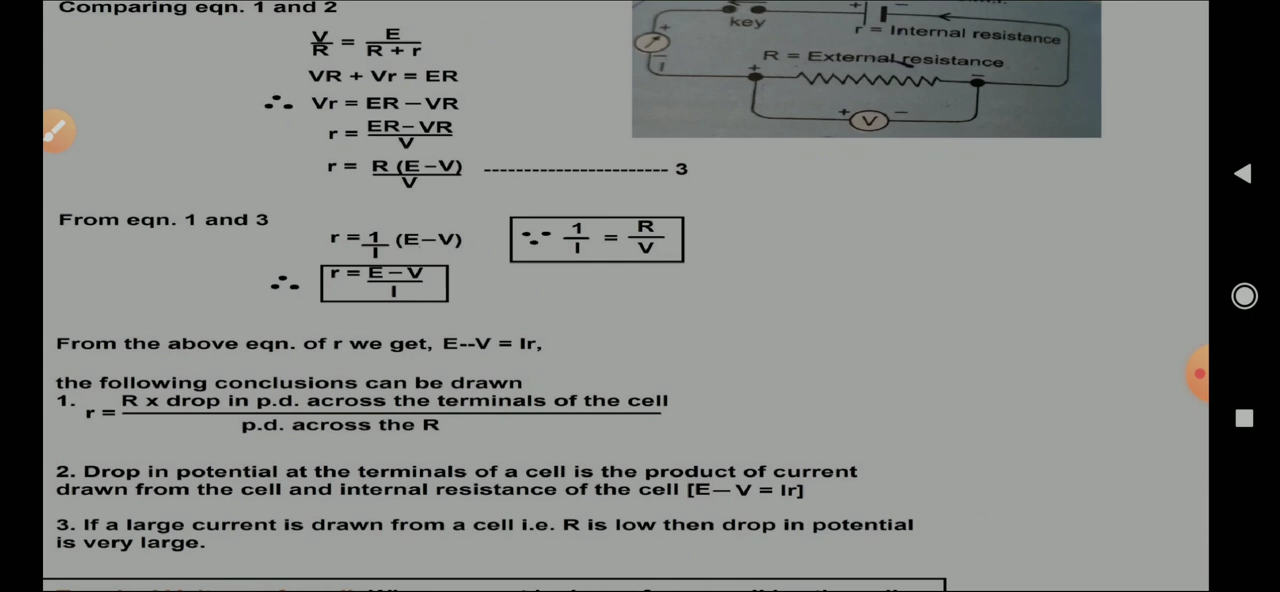 Comparing eqn. 1 and 2
V/R = E/R + r
VR + Vr = ER
∴ Vr = ER – VR
r = ER – VR/V
r = R (E – V)/V ---------------------- 3
From eqn. 1 and 3
r = 1/I (E – V)
∵ 1/I = R/V
∴ r = E – V/I
From the above eqn. of r we get, E--V = Ir,
the following conclusions can be drawn
1. r = R x drop in p.d. across the terminals of the cell/p.d. across the R
2. Drop in potential at the terminals of a cell is the product of current
drawn from the cell and internal resistance of the cell [E – V = Ir]
3. If a large current is drawn from a cell i.e. R is low then drop in potential
is very large.
key
r = Internal resistance
R = External resistance
+
–
I
+
–
+ V –